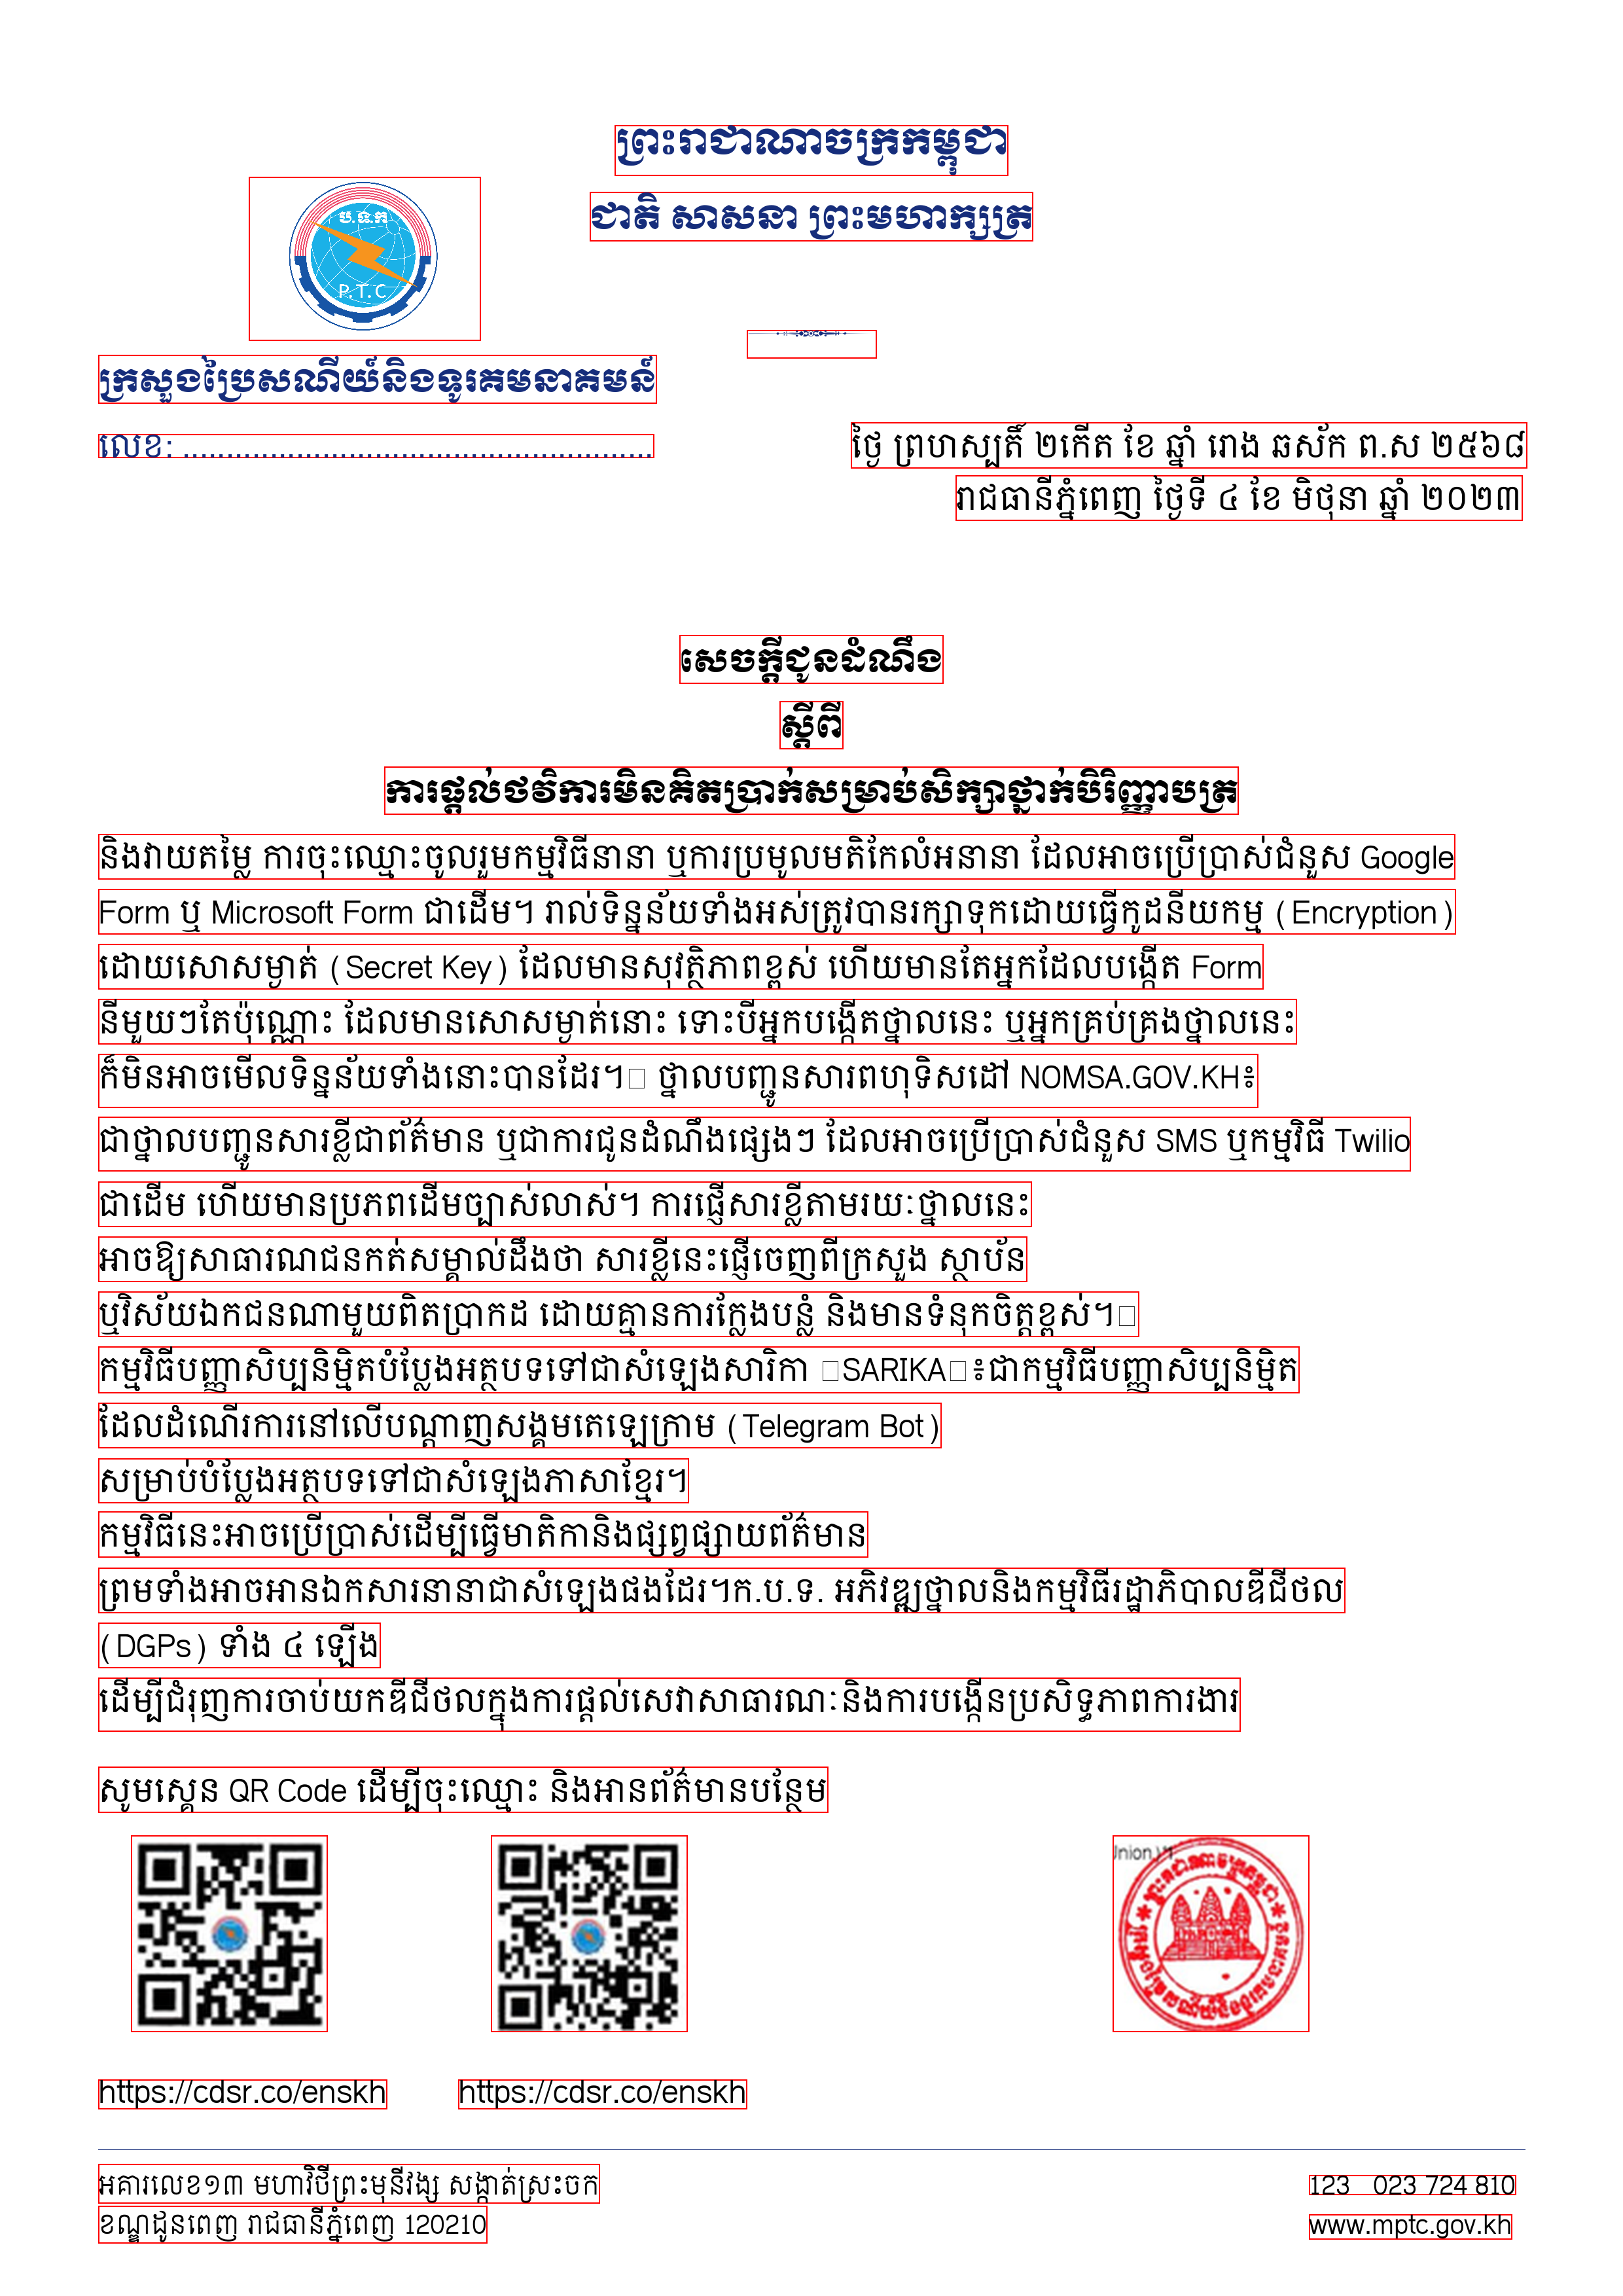 ព្រះរាជាណាចក្រកម្ពុជា
ជាតិ សាសនា ព្រះមហាក្សត្រ
ប.ទ.ក
P.T.C
ក្រសួងប្រៃសណីយ៍និងទូរគមនាគមន៍
លេខ: ......................................................
ថ្ងៃ ព្រហស្បតិ៍ ២កើត ខែ ឆ្នាំ រោង ឆស័ក ព.ស ២៥៦៨
រាជធានីភ្នំពេញ ថ្ងៃទី ៤ ខែ មិថុនា ឆ្នាំ ២០២៣
សេចក្តីជូនដំណឹង
ស្តីពី
ការផ្តល់ថវិការមិនគិតប្រាក់សម្រាប់សិក្សាថ្នាក់បរិញ្ញាបត្រ
និងវាយតម្លៃ ការចុះឈ្មោះចូលរួមកម្មវិធីនានា ឬការប្រមូលមតិកែលំអនានា ដែលអាចប្រើប្រាស់ជំនួស Google
Form ឬ Microsoft Form ជាដើម។ រាល់ទិន្នន័យទាំងអស់ត្រូវបានរក្សាទុកដោយធ្វើកូដនីយកម្ម (Encryption)
ដោយសោសម្ងាត់ (Secret Key) ដែលមានសុវត្ថិភាពខ្ពស់ ហើយមានតែអ្នកដែលបង្កើត Form
នីមួយៗតែប៉ុណ្ណោះ ដែលមានសោសម្ងាត់នោះ ទោះបីអ្នកបង្កើតថ្នាលនេះ ឬអ្នកគ្រប់គ្រងថ្នាលនេះ
ក៏មិនអាចមើលទិន្នន័យទាំងនោះបានដែរ។ ថ្នាលបញ្ជូនសារពហុទិសដៅ NOMSA.GOV.KH៖
ជាថ្នាលបញ្ជូនសារខ្លីជាព័ត៌មាន ឬជាការជូនដំណឹងផ្សេងៗ ដែលអាចប្រើប្រាស់ជំនួស SMS ឬកម្មវិធី Twilio
ជាដើម ហើយមានប្រភពដើមច្បាស់លាស់។ ការផ្ញើសារខ្លីតាមរយៈថ្នាលនេះ
អាចឱ្យសាធារណជនកត់សម្គាល់ដឹងថា សារខ្លីនេះផ្ញើចេញពីក្រសួង ស្ថាប័ន
ឬវិស័យឯកជនណាមួយពិតប្រាកដ ដោយគ្មានការក្លែងបន្លំ និងមានទំនុកចិត្តខ្ពស់។
កម្មវិធីបញ្ញាសិប្បនិម្មិតបំប្លែងអត្ថបទទៅជាសំឡេងសារិកា SARIKA៖ជាកម្មវិធីបញ្ញាសិប្បនិម្មិត
ដែលដំណើរការនៅលើបណ្តាញសង្គមតេឡេក្រាម (Telegram Bot)
សម្រាប់បំប្លែងអត្ថបទទៅជាសំឡេងភាសាខ្មែរ។
កម្មវិធីនេះអាចប្រើប្រាស់ដើម្បីធ្វើមាតិកានិងផ្សព្វផ្សាយព័ត៌មាន
ព្រមទាំងអាចអានឯកសារនានាជាសំឡេងផងដែរ។ក.ប.ទ. អភិវឌ្ឍថ្នាលនិងកម្មវិធីរដ្ឋាភិបាលឌីជីថល
(DGPs) ទាំង ៤ ឡើង
ដើម្បីជំរុញការចាប់យកឌីជីថលក្នុងការផ្តល់សេវាសាធារណៈនិងការបង្កើនប្រសិទ្ធភាពការងារ
សូមស្គេន QR Code ដើម្បីចុះឈ្មោះ និងអានព័ត៌មានបន្ថែម
https://cdsr.co/enskh
https://cdsr.co/enskh
អគារលេខ១៣ មហាវិថីព្រះមុនីវង្ស សង្កាត់ស្រះចក
ខណ្ឌដូនពេញ រាជធានីភ្នំពេញ 120210
123 023 724 810
www.mptc.gov.kh